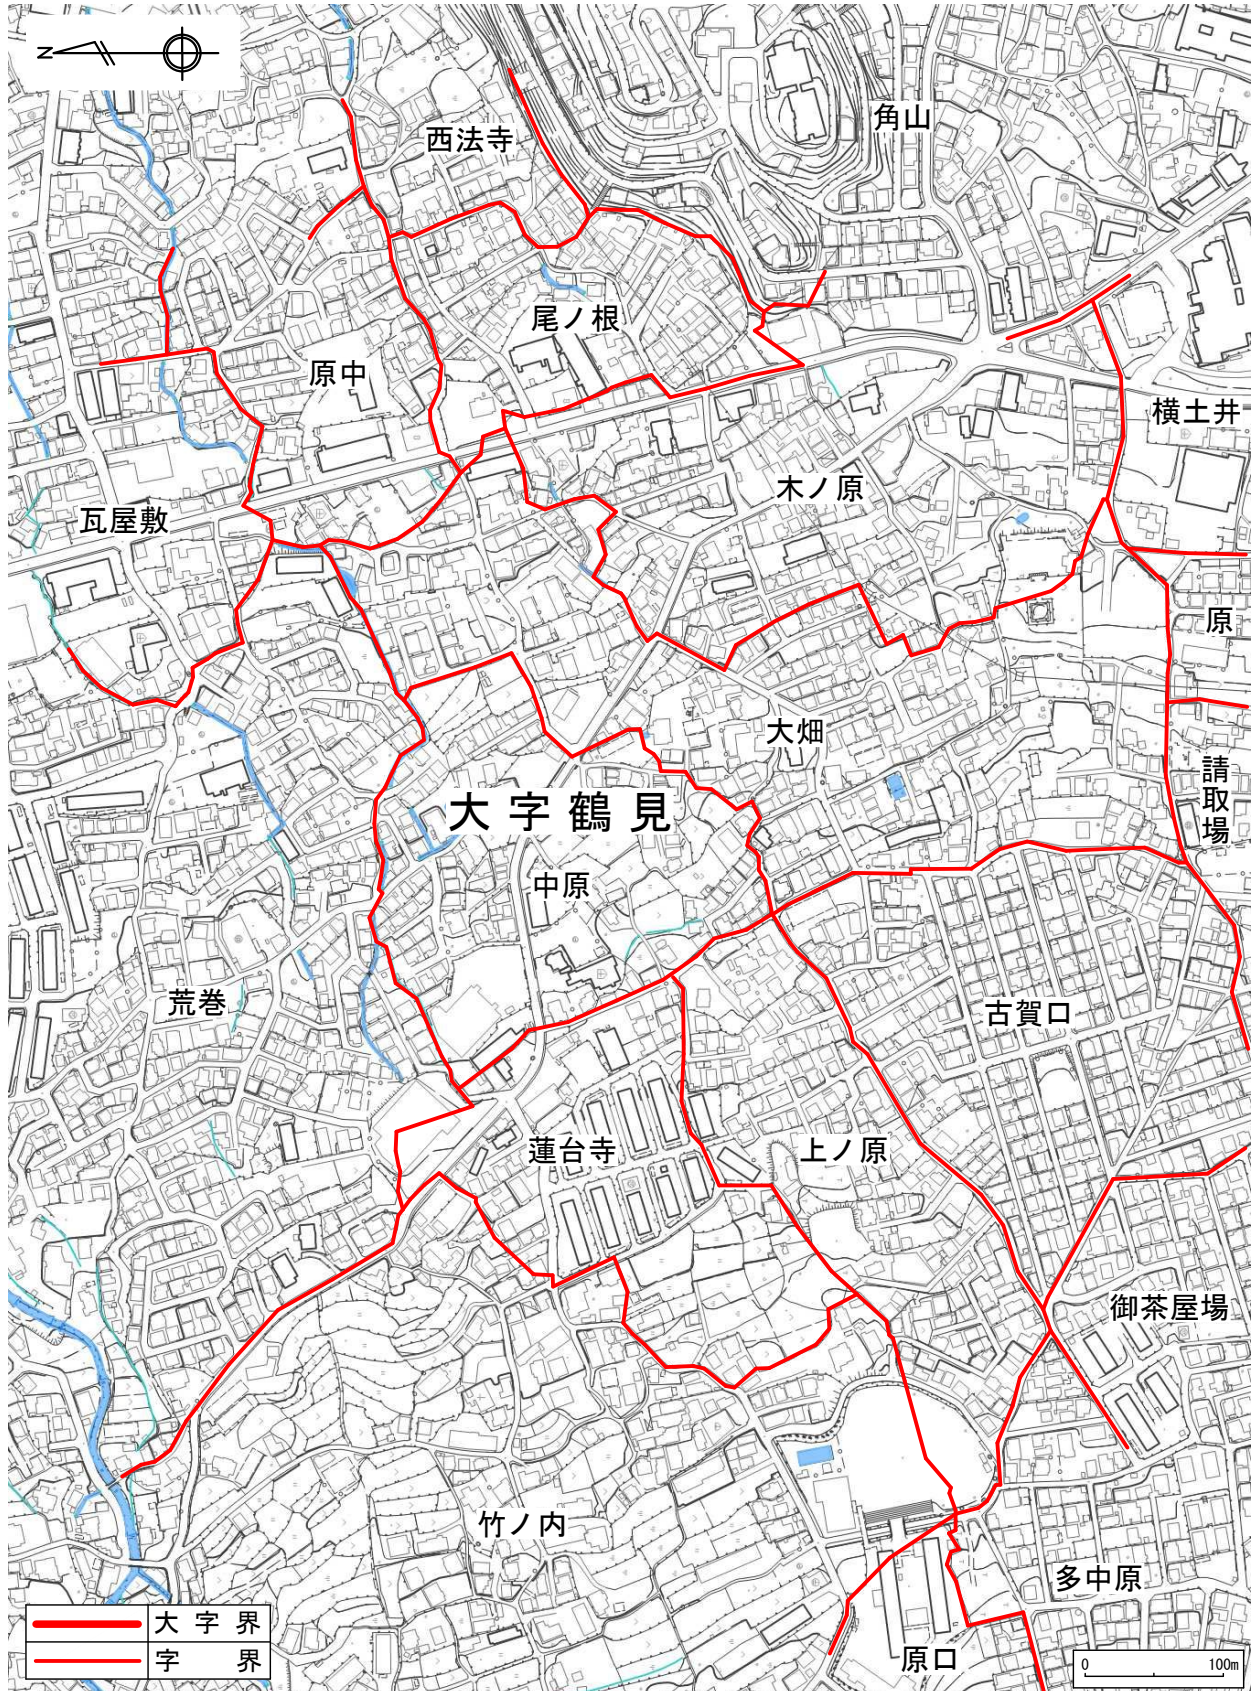 N
角山
西法寺
尾ノ根
原中
横土井
木ノ原
瓦屋敷
原
大畑
請取場
大字鶴見
中原
荒巻
古賀口
蓮台寺
上ノ原
御茶屋場
竹ノ内
多中原
原口
大字界
字界
0 100m